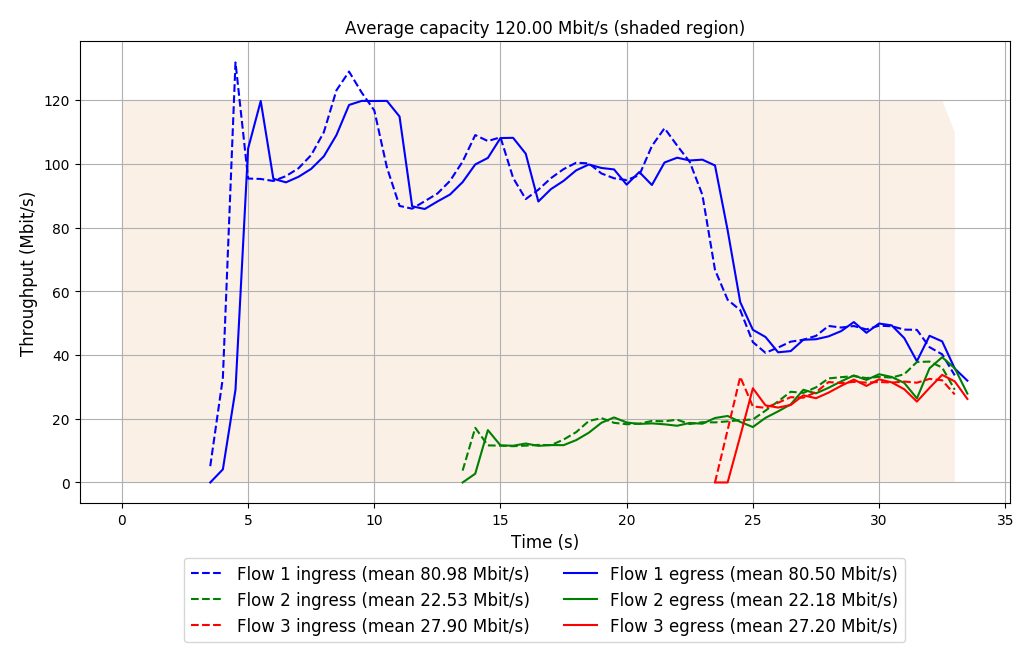 Average capacity 120.00 Mbit/s (shaded region)
Throughput (Mbit/s)
120
100
80
60
40
20
0
0 5 10 15 20 25 30 35
Time (s)
Flow 1 ingress (mean 80.98 Mbit/s) Flow 1 egress (mean 80.50 Mbit/s)
Flow 2 ingress (mean 22.53 Mbit/s) Flow 2 egress (mean 22.18 Mbit/s)
Flow 3 ingress (mean 27.90 Mbit/s) Flow 3 egress (mean 27.20 Mbit/s)